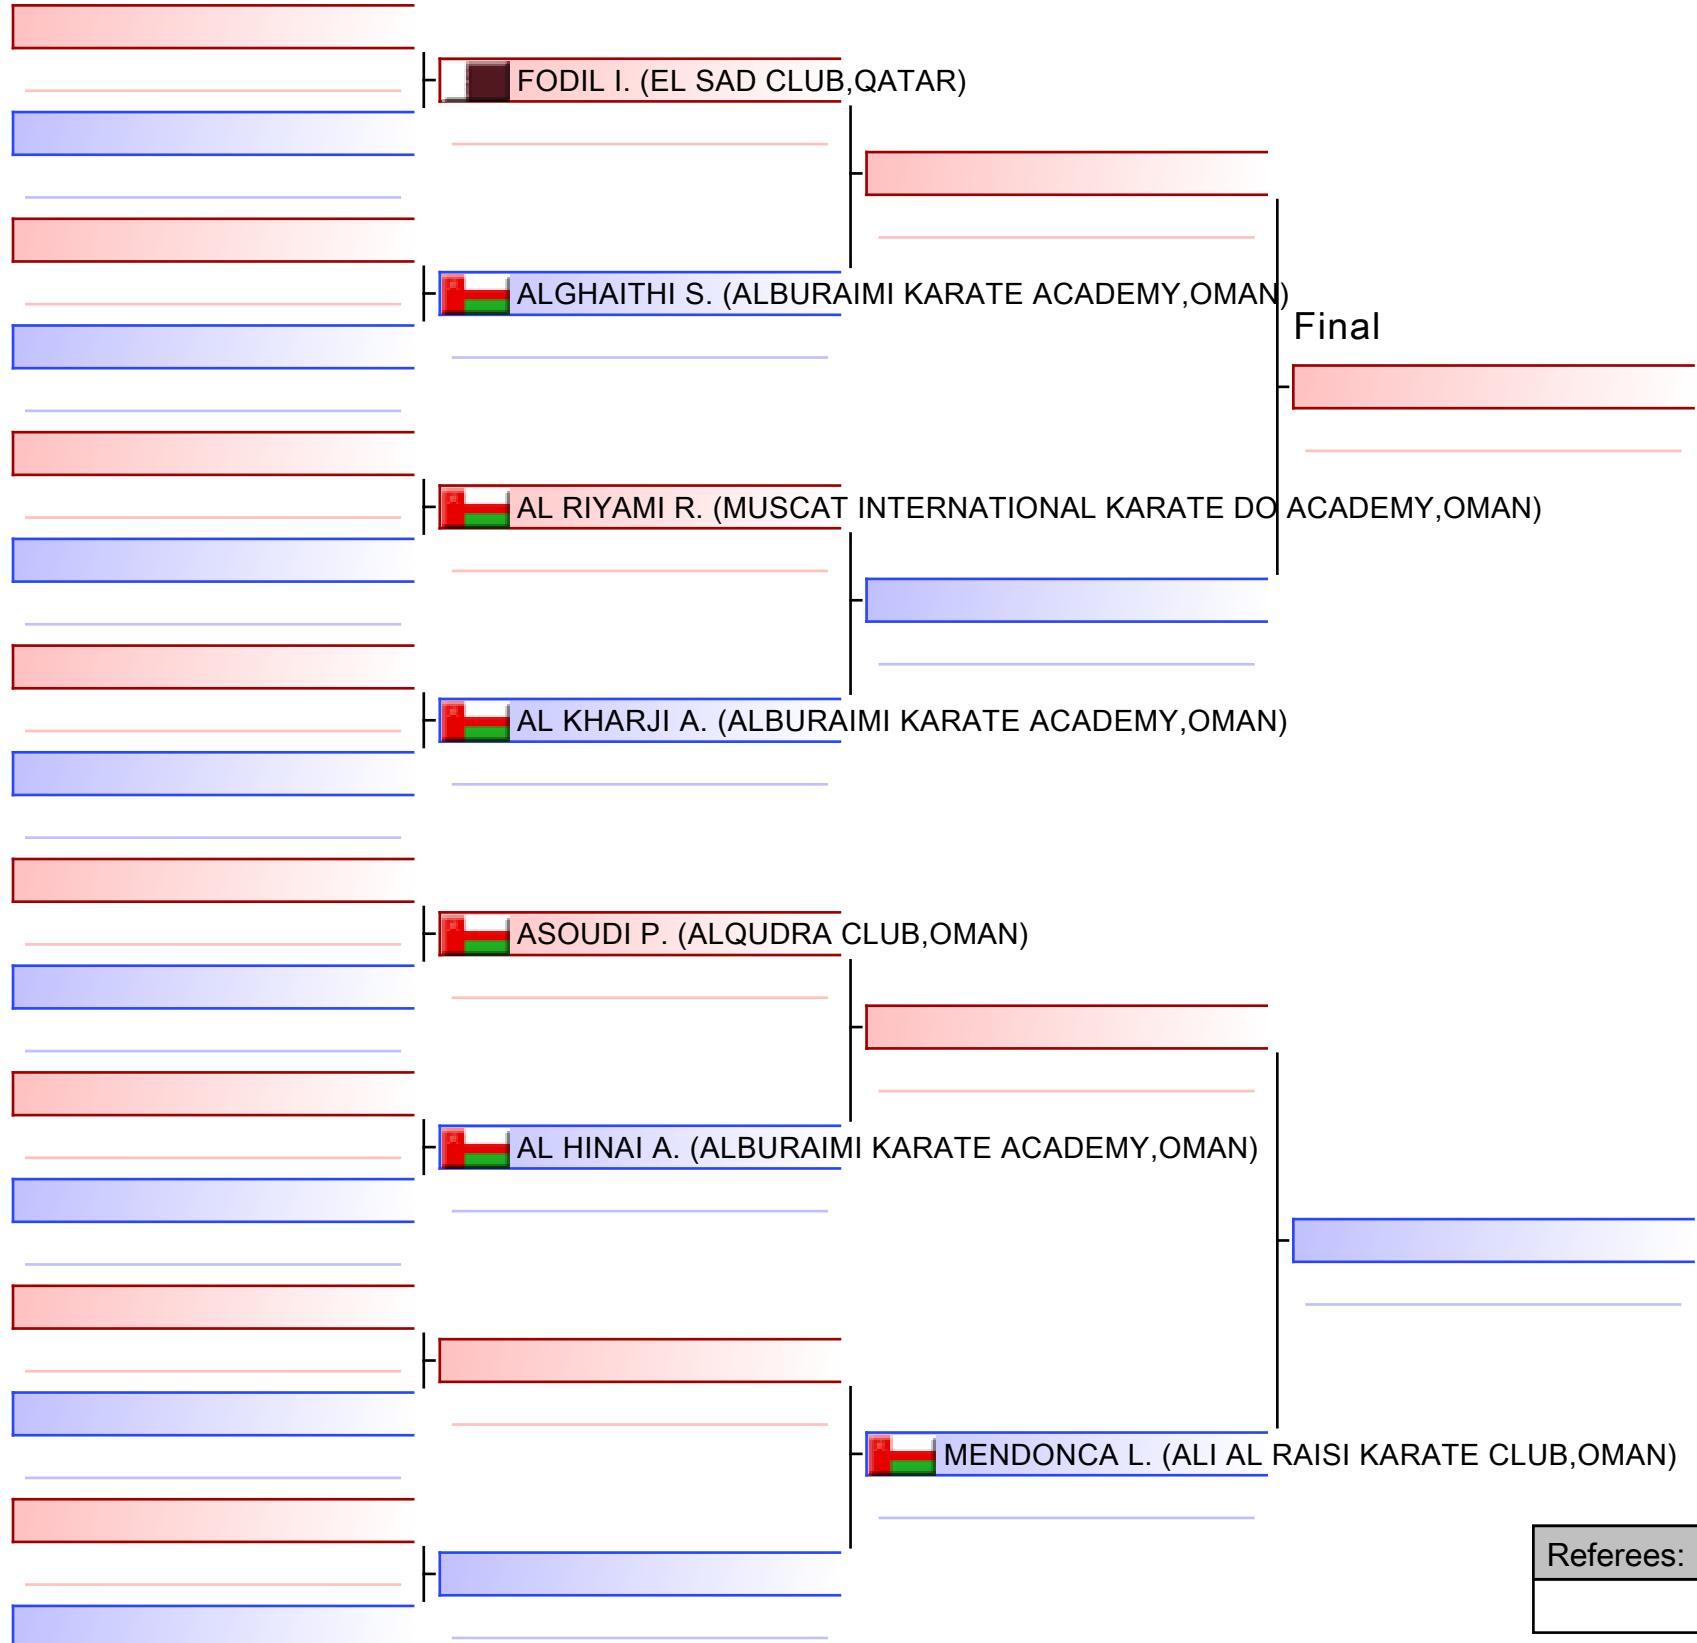 FODIL I. (EL SAD CLUB,QATAR)
ALGHAITHI S. (ALBURAIMI KARATE ACADEMY,OMAN)
Final
AL RIYAMI R. (MUSCAT INTERNATIONAL KARATE DO ACADEMY,OMAN)
AL KHARJI A. (ALBURAIMI KARATE ACADEMY,OMAN)
ASOUDI P. (ALQUDRA CLUB,OMAN)
AL HINAI A. (ALBURAIMI KARATE ACADEMY,OMAN)
MENDONCA L. (ALI AL RAISI KARATE CLUB,OMAN)
Referees: